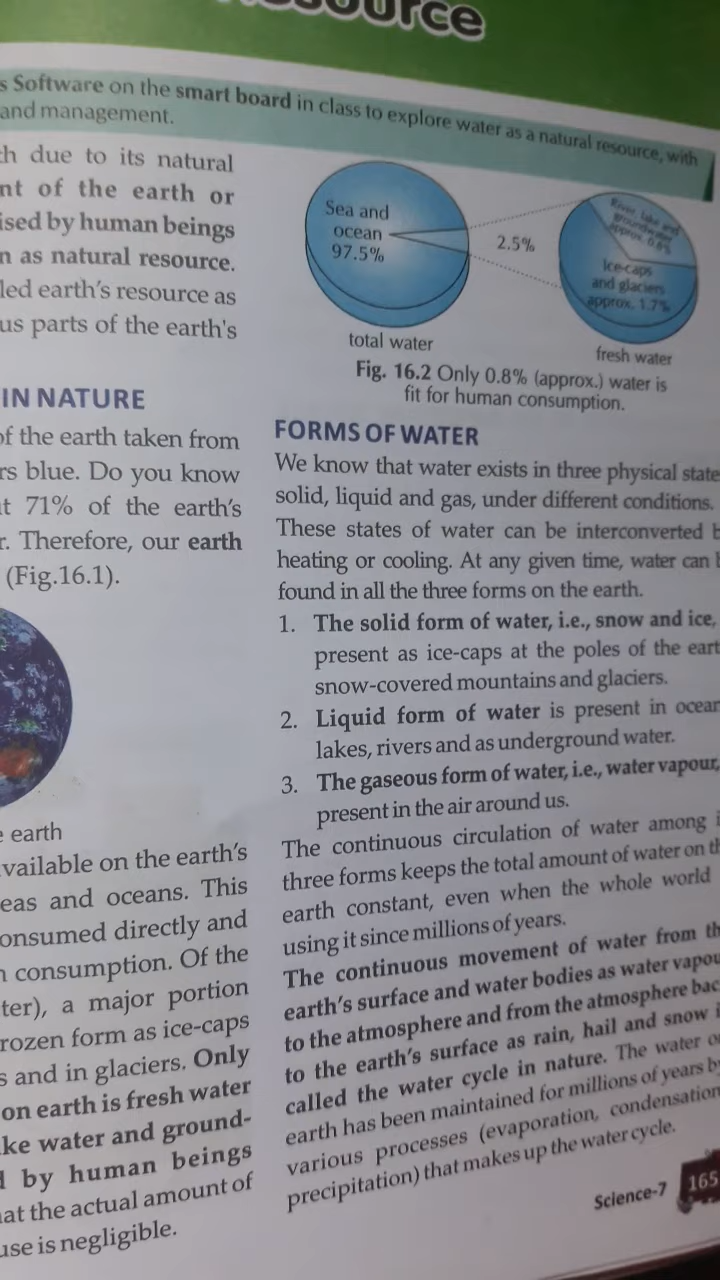 source
s Software on the smart board in class to explore water as a natural resource, with
and management.
th due to its natural
nt of the earth or
ised by human beings
n as natural resource.
led earth's resource as
us parts of the earth's
IN NATURE
of the earth taken from
rs blue. Do you know
t 71% of the earth's
r. Therefore, our earth
(Fig.16.1).
e earth
vailable on the earth's
eas and oceans. This
onsumed directly and
n consumption. Of the
ter), a major portion
rozen form as ice-caps
s and in glaciers. Only
on earth is fresh water
ke water and ground-
d by human beings
hat the actual amount of
use is negligible.
Sea and
ocean
97.5%
total water
2.5%
River, lake and
groundwater
approx. 0.8%
Ice-caps
and glaciers
approx. 1.7%
fresh water
Fig. 16.2 Only 0.8% (approx.) water is
fit for human consumption.
FORMS OF WATER
We know that water exists in three physical state
solid, liquid and gas, under different conditions.
These states of water can be interconverted b
heating or cooling. At any given time, water can b
found in all the three forms on the earth.
1. The solid form of water, i.e., snow and ice,
present as ice-caps at the poles of the eart
snow-covered mountains and glaciers.
2. Liquid form of water is present in ocean
lakes, rivers and as underground water.
3. The gaseous form of water, i.e., water vapour,
present in the air around us.
The continuous circulation of water among i
three forms keeps the total amount of water on th
earth constant, even when the whole world
using it since millions of years.
The continuous movement of water from th
earth's surface and water bodies as water vapou
to the atmosphere and from the atmosphere bac
to the earth's surface as rain, hail and snow i
called the water cycle in nature. The water o
earth has been maintained for millions of years by
various processes (evaporation, condensation
precipitation) that makes up the water cycle.
Science-7 165